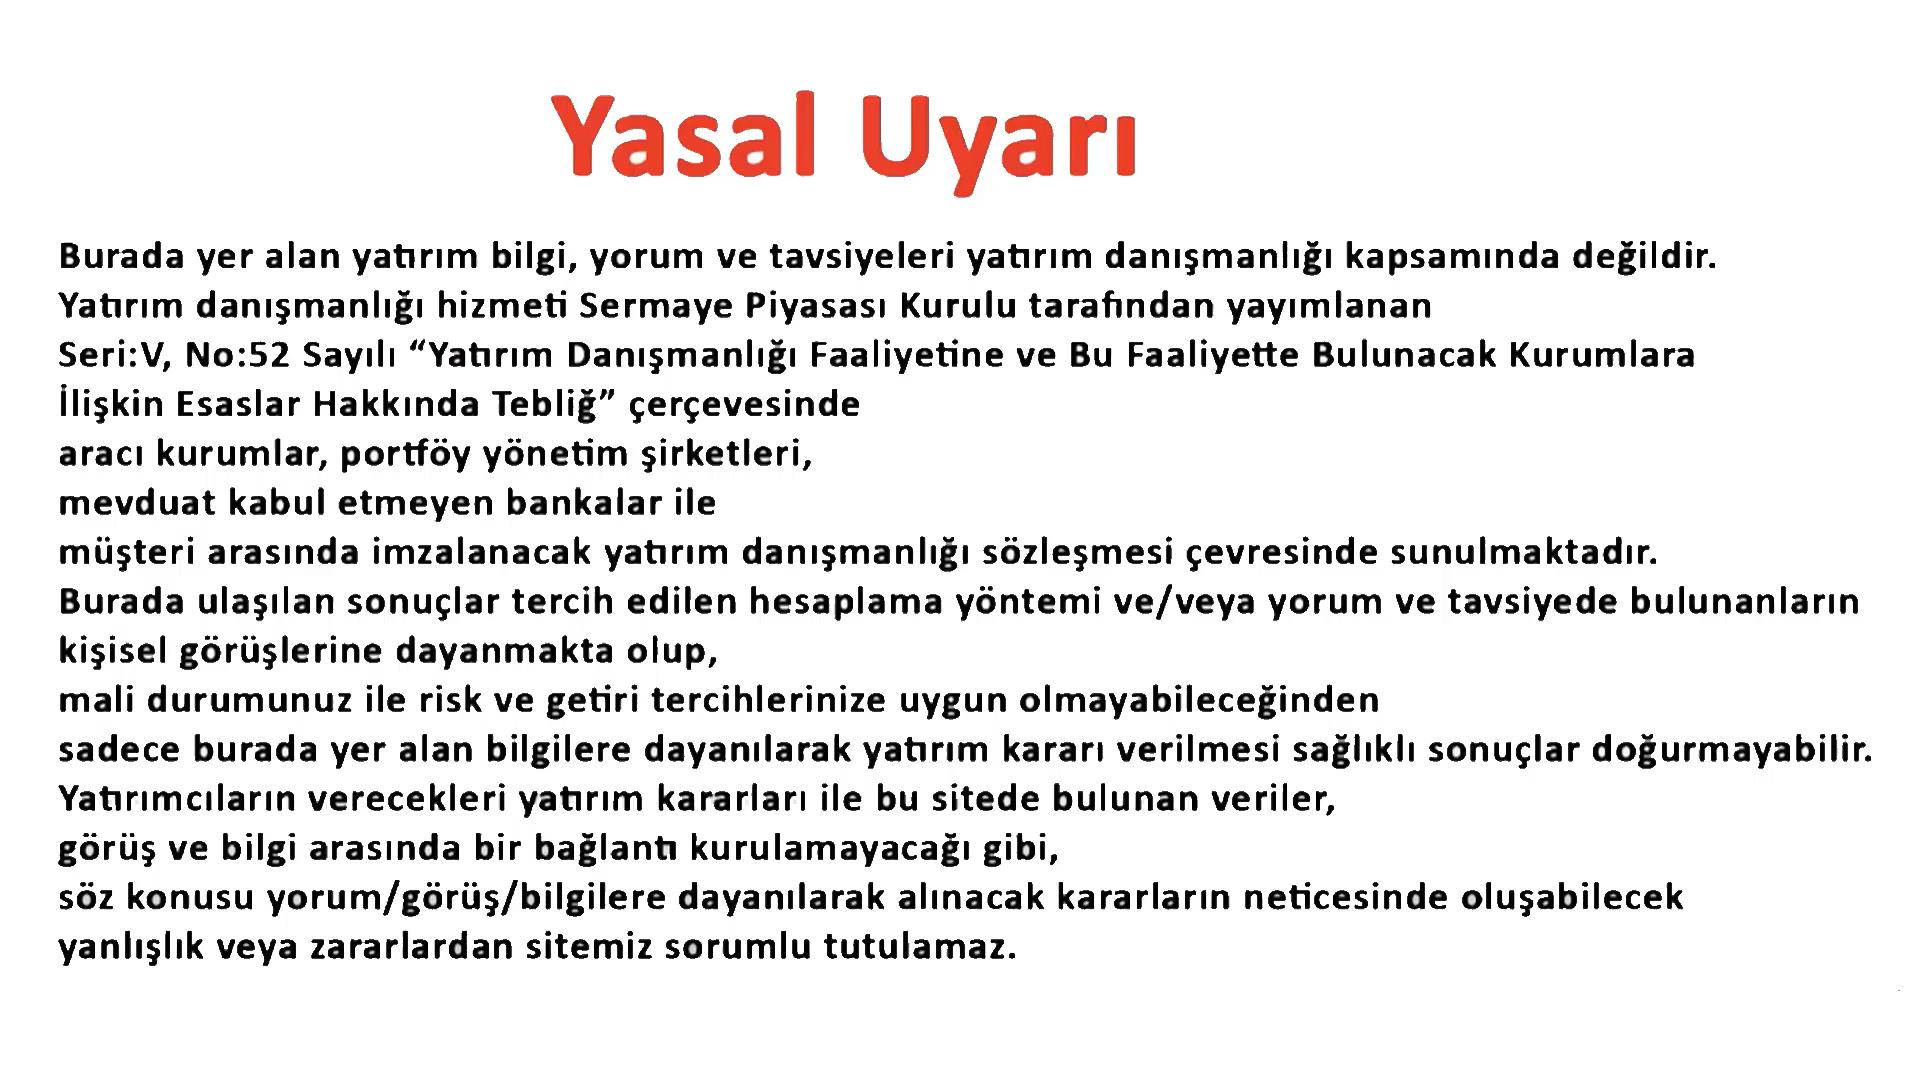 Yasal Uyarı
Burada yer alan yatırım bilgi, yorum ve tavsiyeleri yatırım danışmanlığı kapsamında değildir.
Yatırım danışmanlığı hizmeti Sermaye Piyasası Kurulu tarafından yayımlanan
Seri:V, No:52 Sayılı “Yatırım Danışmanlığı Faaliyetine ve Bu Faaliyette Bulunacak Kurumlara
İlişkin Esaslar Hakkında Tebliğ” çerçevesinde
aracı kurumlar, portföy yönetim şirketleri,
mevduat kabul etmeyen bankalar ile
müşteri arasında imzalanacak yatırım danışmanlığı sözleşmesi çevresinde sunulmaktadır.
Burada ulaşılan sonuçlar tercih edilen hesaplama yöntemi ve/veya yorum ve tavsiyede bulunanların
kişisel görüşlerine dayanmakta olup,
mali durumunuz ile risk ve getiri tercihlerinize uygun olmayabileceğinden
sadece burada yer alan bilgilere dayanılarak yatırım kararı verilmesi sağlıklı sonuçlar doğurmayabilir.
Yatırımcıların verecekleri yatırım kararları ile bu sitede bulunan veriler,
görüş ve bilgi arasında bir bağlantı kurulamayacağı gibi,
söz konusu yorum/görüş/bilgilere dayanılarak alınacak kararların neticesinde oluşabilecek
yanlışlık veya zararlardan sitemiz sorumlu tutulamaz.